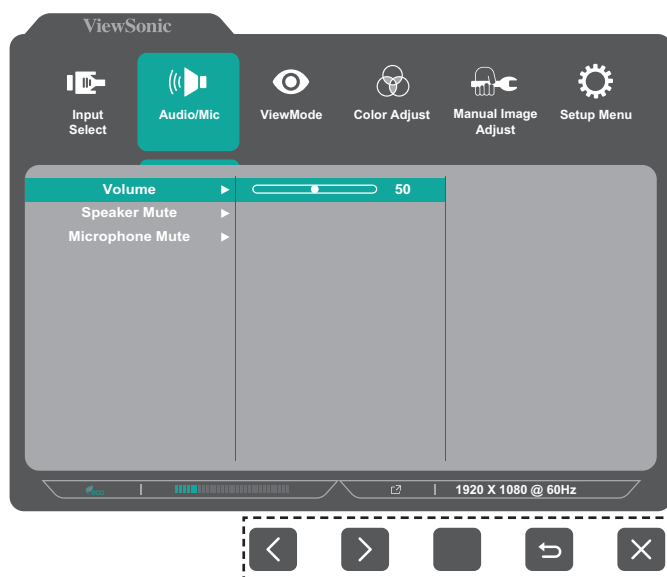 ViewSonic
Input
Select
Audio/Mic
ViewMode
Color Adjust
Manual Image
Adjust
Setup Menu
Volume
50
Speaker Mute
Microphone Mute
eco
1920 X 1080 @ 60Hz